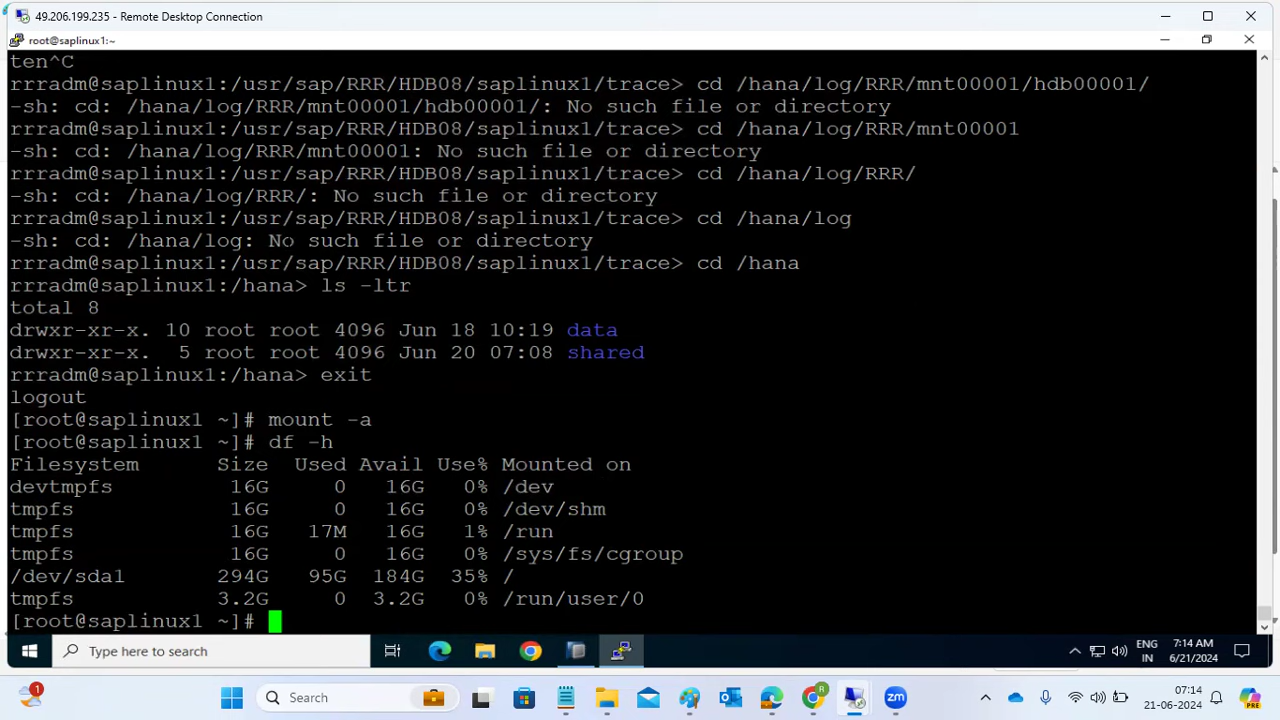 49.206.199.235 - Remote Desktop Connection
root@saplinux1:~
ten^C
rrradm@saplinux1:/usr/sap/RRR/HDB08/saplinux1/trace> cd /hana/log/RRR/mnt00001/hdb00001/
-sh: cd: /hana/log/RRR/mnt00001/hdb00001/: No such file or directory
rrradm@saplinux1:/usr/sap/RRR/HDB08/saplinux1/trace> cd /hana/log/RRR/mnt00001
-sh: cd: /hana/log/RRR/mnt00001: No such file or directory
rrradm@saplinux1:/usr/sap/RRR/HDB08/saplinux1/trace> cd /hana/log/RRR/
-sh: cd: /hana/log/RRR/: No such file or directory
rrradm@saplinux1:/usr/sap/RRR/HDB08/saplinux1/trace> cd /hana/log
-sh: cd: /hana/log: No such file or directory
rrradm@saplinux1:/usr/sap/RRR/HDB08/saplinux1/trace> cd /hana
rrradm@saplinux1:/hana> ls -ltr
total 8
drwxr-xr-x. 10 root root 4096 Jun 18 10:19 data
drwxr-xr-x.  5 root root 4096 Jun 20 07:08 shared
rrradm@saplinux1:/hana> exit
logout
[root@saplinux1 ~]# mount -a
[root@saplinux1 ~]# df -h
Filesystem      Size  Used Avail Use% Mounted on
devtmpfs         16G     0   16G   0% /dev
tmpfs            16G     0   16G   0% /dev/shm
tmpfs            16G   17M   16G   1% /run
tmpfs            16G     0   16G   0% /sys/fs/cgroup
/dev/sda1       294G   95G  184G  35% /
tmpfs           3.2G     0  3.2G   0% /run/user/0
[root@saplinux1 ~]#
Type here to search
ENG
IN
7:14 AM
6/21/2024
1
Search
07:14
21-06-2024
PRE